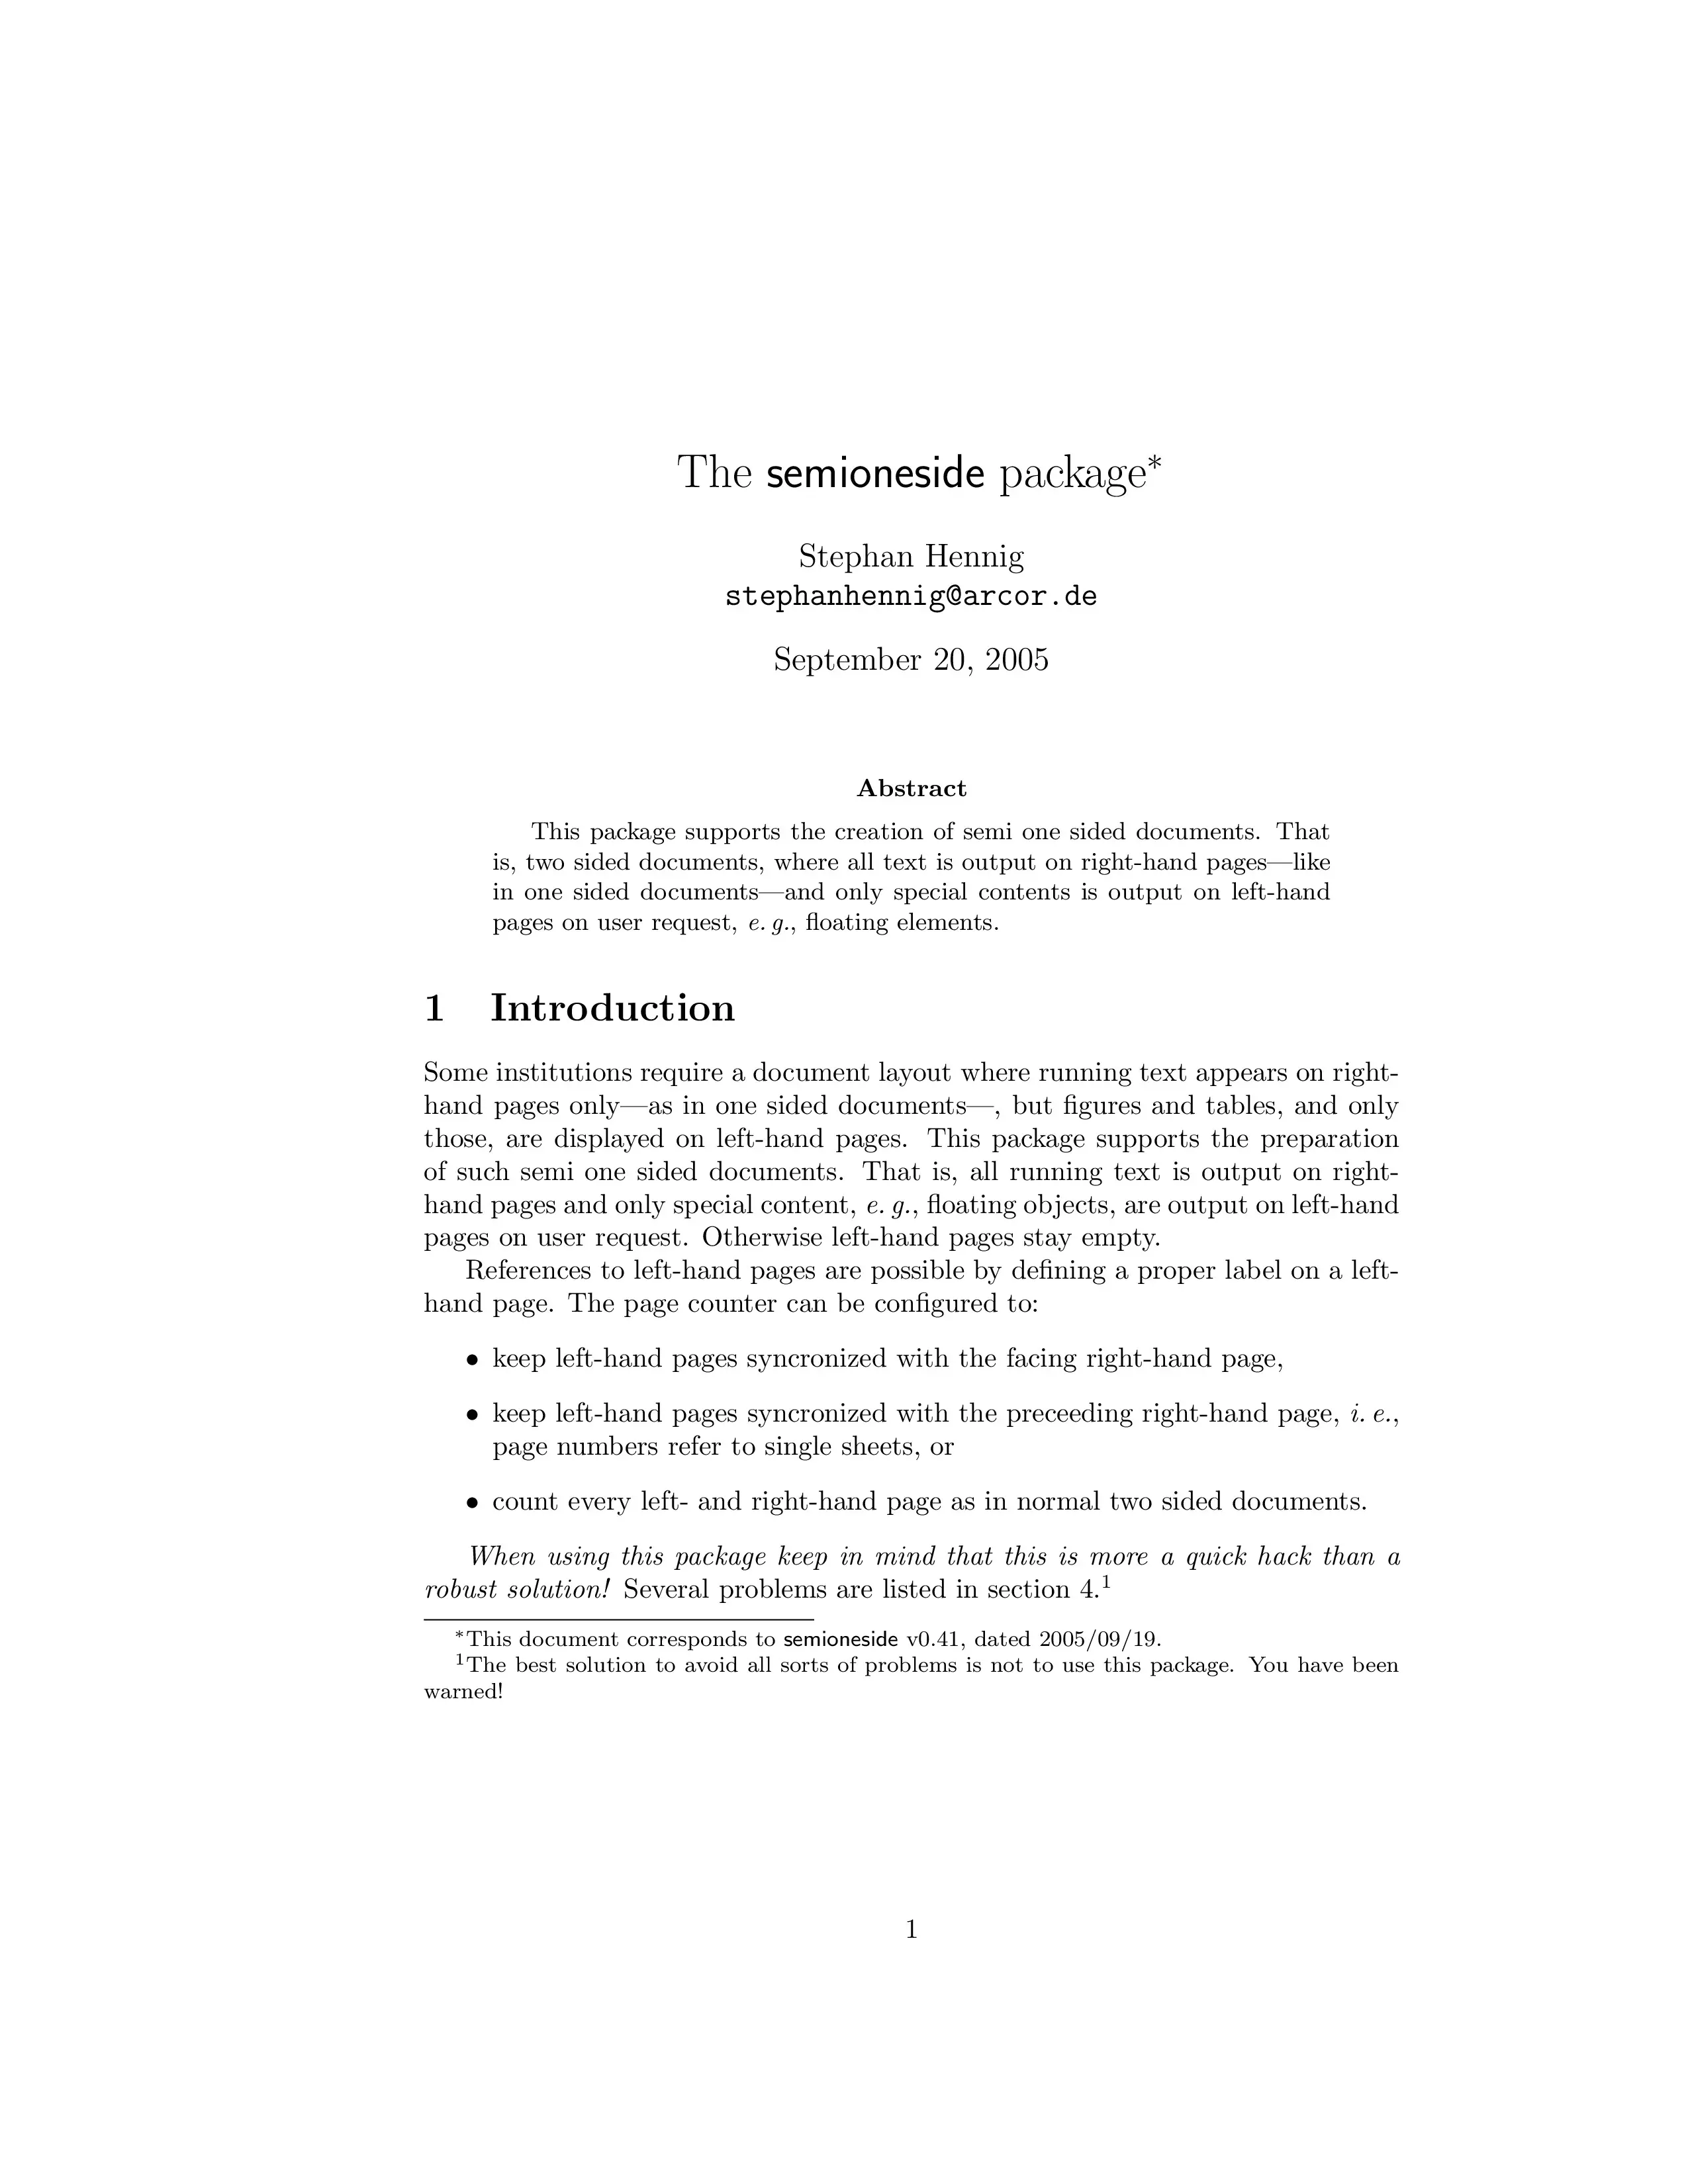 The semioneside package*
Stephan Hennig
stephanhennig@arcor.de
September 20, 2005
Abstract
This package supports the creation of semi one sided documents. That
is, two sided documents, where all text is output on right-hand pages—like
in one sided documents—and only special contents is output on left-hand
pages on user request, e. g., floating elements.
1 Introduction
Some institutions require a document layout where running text appears on right-
hand pages only—as in one sided documents—, but figures and tables, and only
those, are displayed on left-hand pages. This package supports the preparation
of such semi one sided documents. That is, all running text is output on right-
hand pages and only special content, e. g., floating objects, are output on left-hand
pages on user request. Otherwise left-hand pages stay empty.
References to left-hand pages are possible by defining a proper label on a left-
hand page. The page counter can be configured to:
• keep left-hand pages syncronized with the facing right-hand page,
• keep left-hand pages syncronized with the preceeding right-hand page, i. e.,
page numbers refer to single sheets, or
• count every left- and right-hand page as in normal two sided documents.
When using this package keep in mind that this is more a quick hack than a
robust solution! Several problems are listed in section 4.¹
*This document corresponds to semioneside v0.41, dated 2005/09/19.
¹The best solution to avoid all sorts of problems is not to use this package. You have been
warned!
1